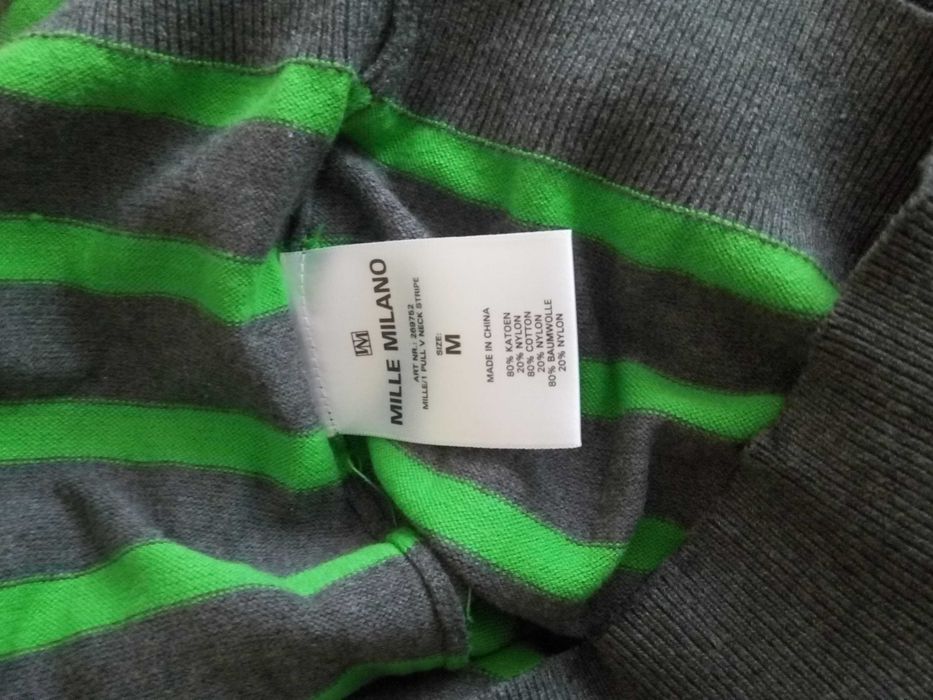 MILLE MILANO
ART NR.: 269752
MILLE/1 PULL V NECK STRIPE
SIZE:
M
MADE IN CHINA
80% KATOEN
20% NYLON
80% COTTON
20% NYLON
80% BAUMWOLLE
20% NYLON